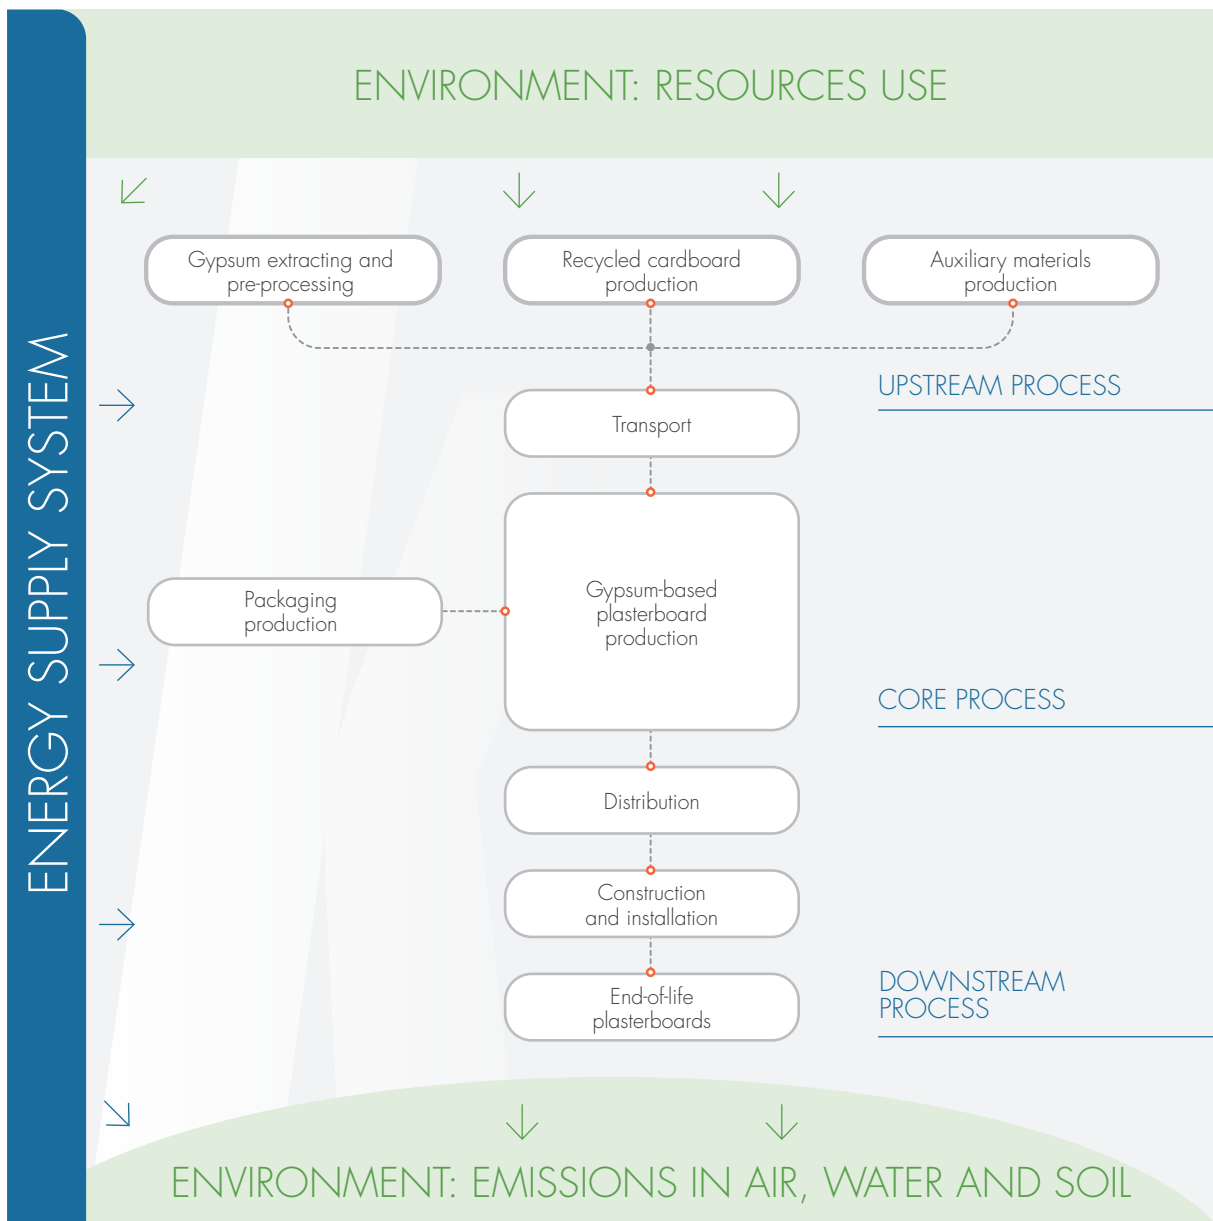 ENVIRONMENT: RESOURCES USE
ENERGY SUPPLY SYSTEM
Gypsum extracting and
pre-processing
Recycled cardboard
production
Auxiliary materials
production
UPSTREAM PROCESS
Transport
Packaging
production
Gypsum-based
plasterboard
production
CORE PROCESS
Distribution
Construction
and installation
End-of-life
plasterboards
DOWNSTREAM
PROCESS
ENVIRONMENT: EMISSIONS IN AIR, WATER AND SOIL